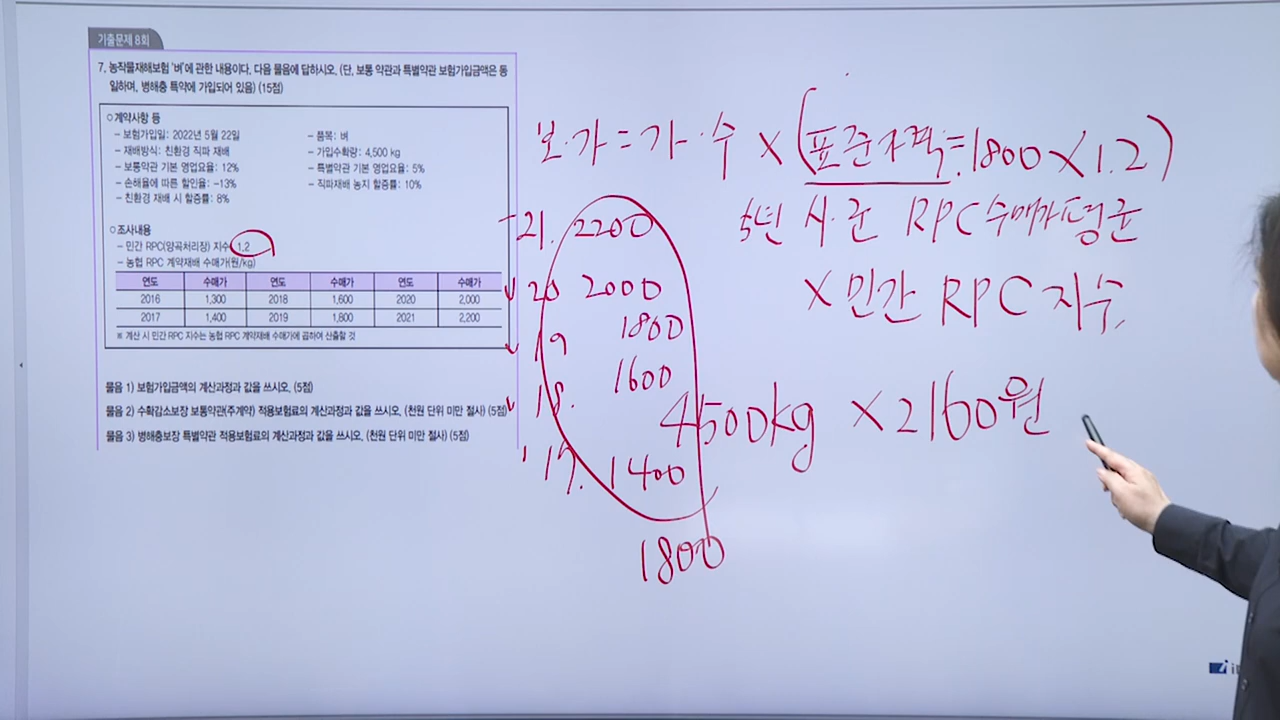 기출문제 8회
7. 농작물재해보험 '벼'에 관한 내용이다. 다음 물음에 답하시오. (단, 보통 약관과 특별약관 보험가입금액은 동
일하며, 병해충 특약에 가입되어 있음) (15점)
○ 계약사항 등
– 보험가입일: 2022년 5월 22일
– 품목: 벼
– 재배방식: 친환경 직파 재배
– 가입수확량: 4,500 kg
– 보통약관 기본 영업요율: 12%
– 특별약관 기본 영업요율: 5%
– 손해율에 따른 할인율: -13%
– 직파재배 농지 할증률: 10%
– 친환경 재배 시 할증률: 8%
○ 조사내용
– 민간 RPC(양곡처리장) 지수: 1.2
– 농협 RPC 계약재배 수매가(원/kg)
연도 수매가 연도 수매가 연도 수매가
2016 1,300 2018 1,600 2020 2,000
2017 1,400 2019 1,800 2021 2,200
※ 계산 시 민간 RPC 지수는 농협 RPC 계약재배 수매가에 곱하여 산출할 것
물음 1) 보험가입금액의 계산과정과 값을 쓰시오. (5점)
물음 2) 수확감소보장 보통약관(주계약) 적용보험료의 계산과정과 값을 쓰시오. (천원 단위 미만 절사) (5점)
물음 3) 병해충보장 특별약관 적용보험료의 계산과정과 값을 쓰시오. (천원 단위 미만 절사) (5점)
보·가=가·수 × (표준가격=1800×1.2)
5년 RPC 수매가 평균
× 민간 RPC 지수
21. 2200
20 2000
19 1800
18. 1600
4500kg × 2160원
'17. 1400
1800